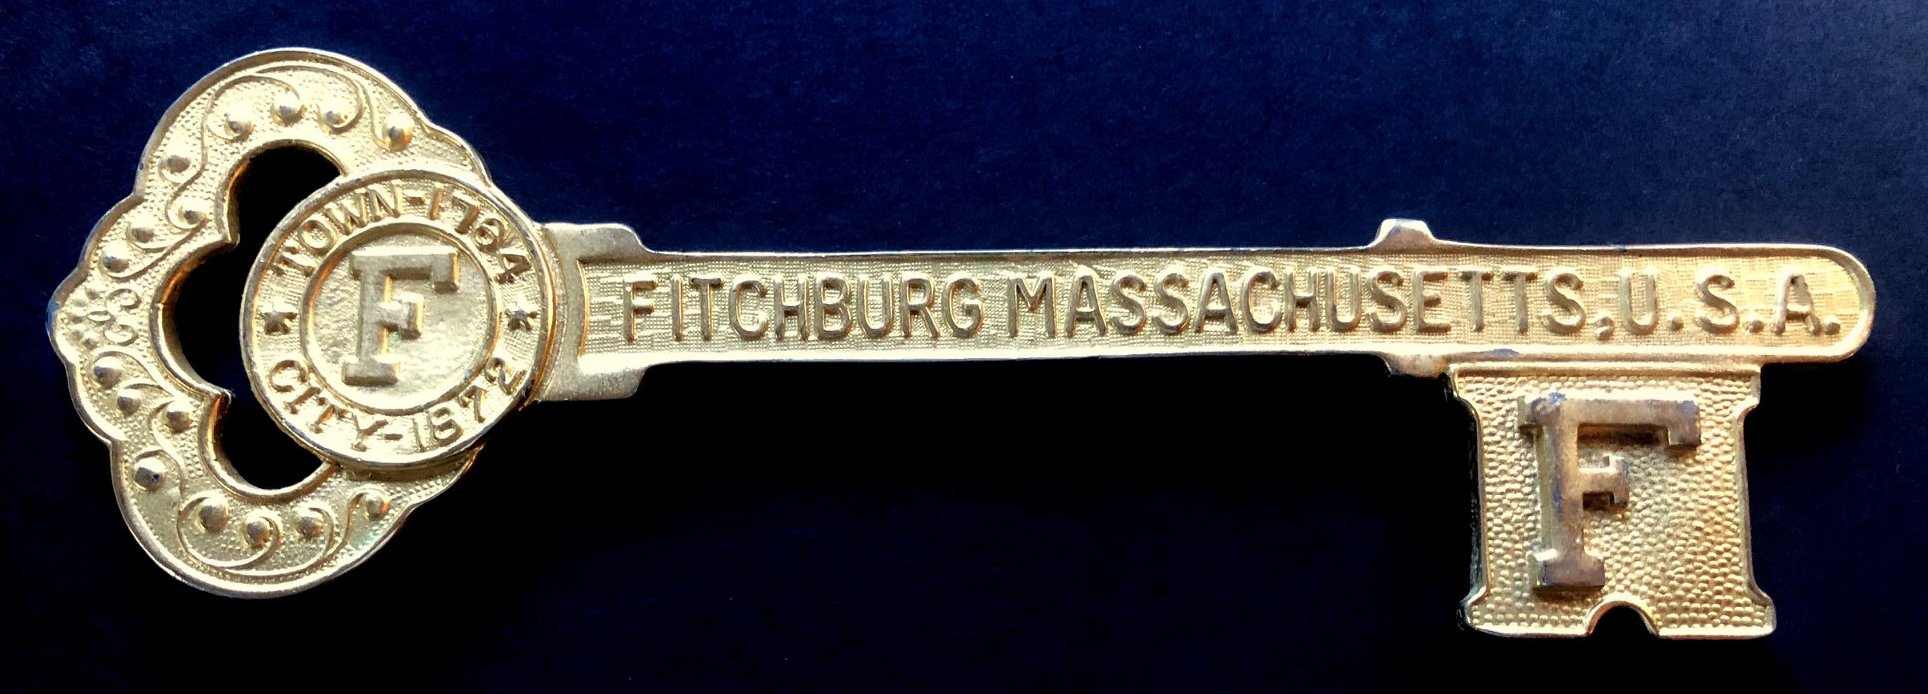 TOWN-1764
F
CITY-1872
FITCHBURG MASSACHUSETTS, U.S.A.
F